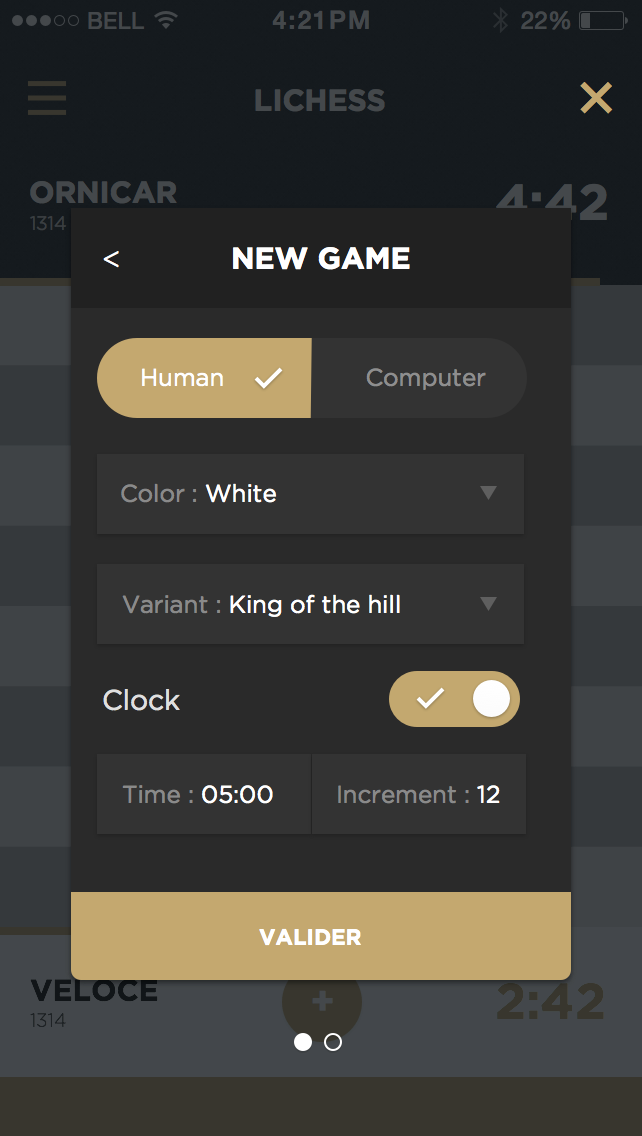 BELL 4:21 PM 22%
LICHESS
ORNICAR 4:42
1314
< NEW GAME
Human Computer
Color : White
Variant : King of the hill
Clock
Time : 05:00 Increment : 12
VALIDER
VELOCE + 2:42
1314